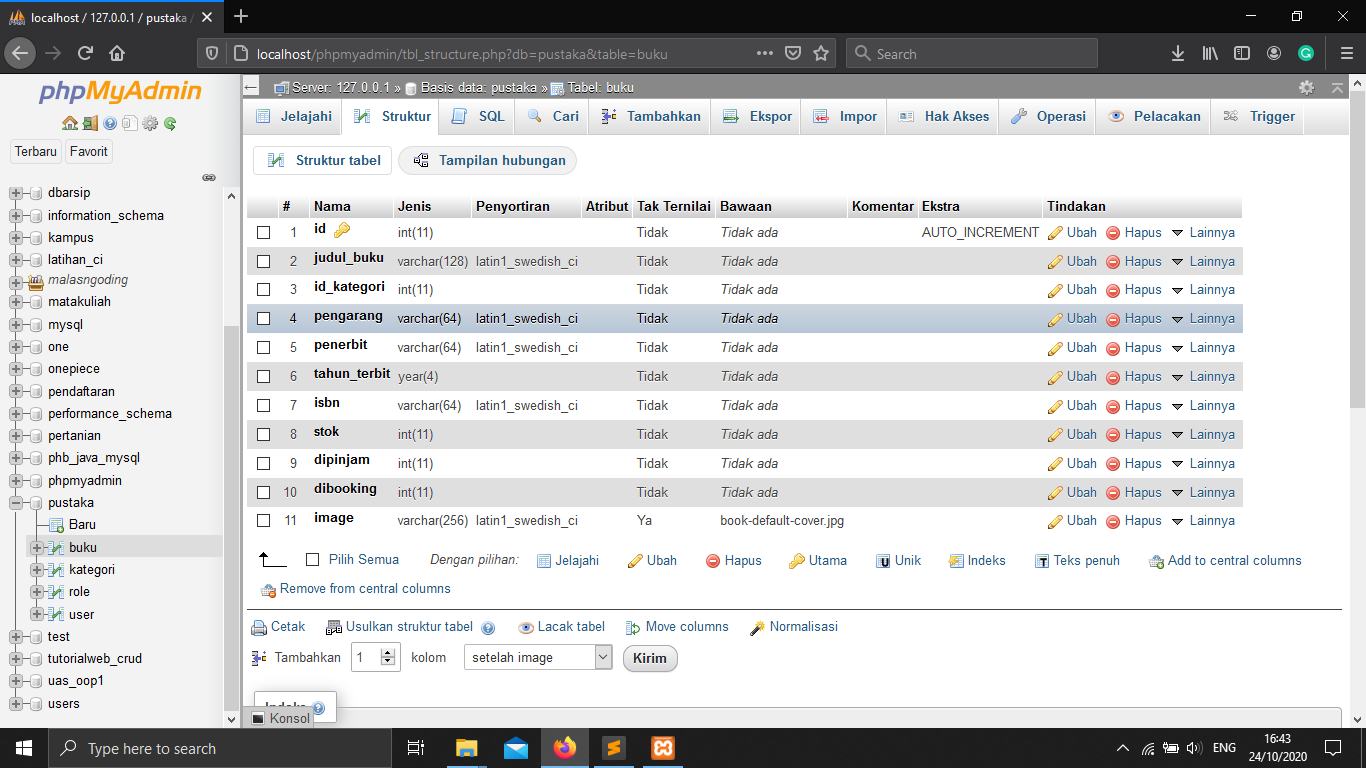 localhost / 127.0.0.1 / pustaka /
localhost/phpmyadmin/tbl_structure.php?db=pustaka&table=buku
Search
phpMyAdmin
Terbaru Favorit
dbarsip
information_schema
kampus
latihan_ci
malasngoding
matakuliah
mysql
one
onepiece
pendaftaran
performance_schema
pertanian
phb_java_mysql
phpmyadmin
pustaka
Baru
buku
kategori
role
user
test
tutorialweb_crud
uas_oop1
users
Server: 127.0.0.1 » Basis data: pustaka » Tabel: buku
Jelajahi Struktur SQL Cari Tambahkan Ekspor Impor Hak Akses Operasi Pelacakan Trigger
Struktur tabel Tampilan hubungan
# Nama Jenis Penyortiran Atribut Tak Ternilai Bawaan Komentar Ekstra Tindakan
1 id int(11) Tidak Tidak ada AUTO_INCREMENT Ubah Hapus Lainnya
2 judul_buku varchar(128) latin1_swedish_ci Tidak Tidak ada Ubah Hapus Lainnya
3 id_kategori int(11) Tidak Tidak ada Ubah Hapus Lainnya
4 pengarang varchar(64) latin1_swedish_ci Tidak Tidak ada Ubah Hapus Lainnya
5 penerbit varchar(64) latin1_swedish_ci Tidak Tidak ada Ubah Hapus Lainnya
6 tahun_terbit year(4) Tidak Tidak ada Ubah Hapus Lainnya
7 isbn varchar(64) latin1_swedish_ci Tidak Tidak ada Ubah Hapus Lainnya
8 stok int(11) Tidak Tidak ada Ubah Hapus Lainnya
9 dipinjam int(11) Tidak Tidak ada Ubah Hapus Lainnya
10 dibooking int(11) Tidak Tidak ada Ubah Hapus Lainnya
11 image varchar(256) latin1_swedish_ci Ya book-default-cover.jpg Ubah Hapus Lainnya
Pilih Semua Dengan pilihan: Jelajahi Ubah Hapus Utama Unik Indeks Teks penuh Add to central columns
Remove from central columns
Cetak Usulkan struktur tabel Lacak tabel Move columns Normalisasi
Tambahkan 1 kolom setelah image Kirim
Indeks
Konsol
Type here to search
ENG
16:43
24/10/2020